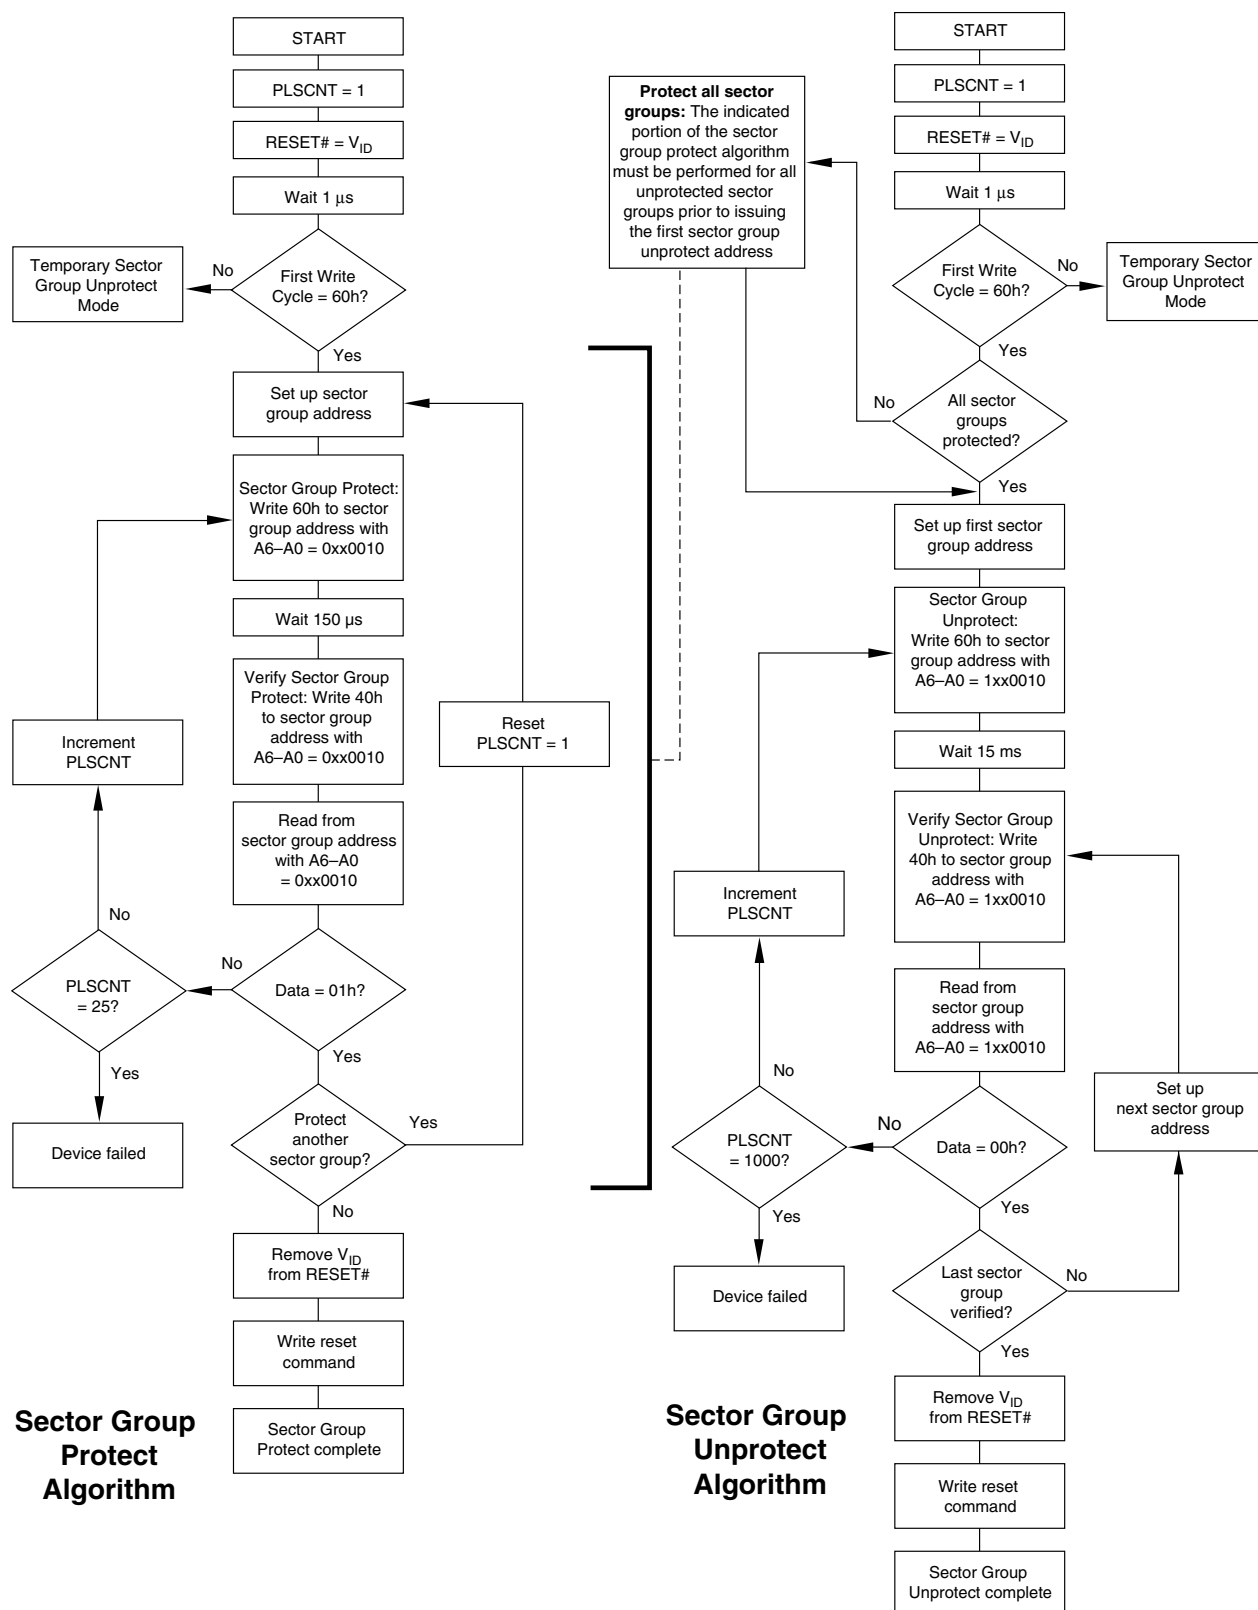 START
PLSCNT = 1
RESET# = VID
Wait 1 μs
First Write
Cycle = 60h?
No
Temporary Sector
Group Unprotect
Mode
Yes
Set up sector
group address
Sector Group Protect:
Write 60h to sector
group address with
A6–A0 = 0xx0010
Wait 150 µs
Verify Sector Group
Protect: Write 40h
to sector group
address with
A6–A0 = 0xx0010
Read from
sector group address
with A6–A0
= 0xx0010
Data = 01h?
No
PLSCNT
= 25?
No
Increment
PLSCNT
Yes
Device failed
Yes
Protect
another
sector group?
Yes
Reset
PLSCNT = 1
No
Remove VID
from RESET#
Write reset
command
Sector Group
Protect complete
Sector Group
Protect
Algorithm
Protect all sector
groups: The indicated
portion of the sector
group protect algorithm
must be performed for all
unprotected sector
groups prior to issuing
the first sector group
unprotect address
START
PLSCNT = 1
RESET# = VID
Wait 1 μs
First Write
Cycle = 60h?
No
Temporary Sector
Group Unprotect
Mode
Yes
All sector
groups
protected?
No
Yes
Set up first sector
group address
Sector Group
Unprotect:
Write 60h to sector
group address with
A6–A0 = 1xx0010
Wait 15 ms
Verify Sector Group
Unprotect: Write
40h to sector group
address with
A6–A0 = 1xx0010
Read from
sector group
address with
A6–A0 = 1xx0010
Data = 00h?
No
PLSCNT
= 1000?
No
Increment
PLSCNT
Yes
Device failed
Yes
Last sector
group
verified?
No
Set up
next sector group
address
Yes
Remove VID
from RESET#
Write reset
command
Sector Group
Unprotect complete
Sector Group
Unprotect
Algorithm